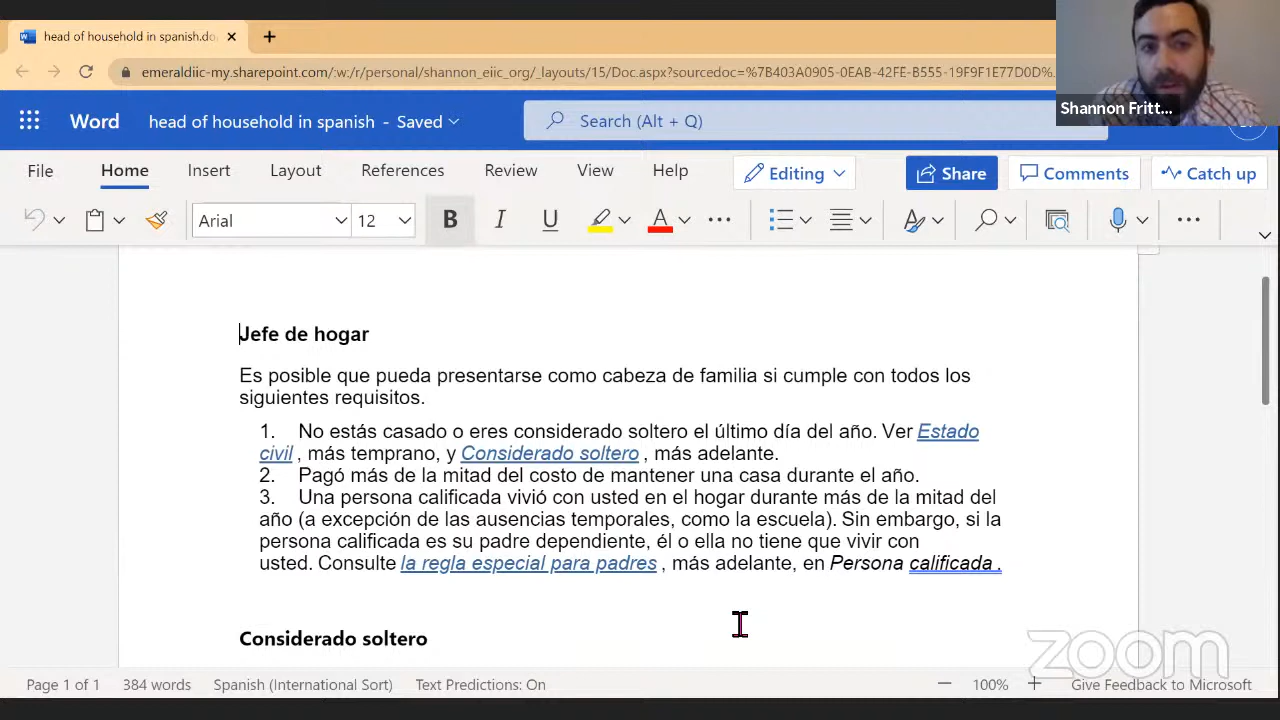 head of household in spanish.do
emeraldiic-my.sharepoint.com/:w:/r/personal/shannon_eiic_org/_layouts/15/Doc.aspx?sourcedoc=%7B403A0905-0EAB-42FE-B555-19F9F1E77D0D%.
Shannon Fritt...
Word head of household in spanish - Saved Search (Alt + Q)
File Home Insert Layout References Review View Help Editing Share Comments Catch up
Arial 12 B I U A
Jefe de hogar
Es posible que pueda presentarse como cabeza de familia si cumple con todos los
siguientes requisitos.
1. No estás casado o eres considerado soltero el último día del año. Ver Estado
civil , más temprano, y Considerado soltero , más adelante.
2. Pagó más de la mitad del costo de mantener una casa durante el año.
3. Una persona calificada vivió con usted en el hogar durante más de la mitad del
año (a excepción de las ausencias temporales, como la escuela). Sin embargo, si la
persona calificada es su padre dependiente, él o ella no tiene que vivir con
usted. Consulte la regla especial para padres , más adelante, en Persona calificada .
Considerado soltero
zoom
Page 1 of 1 384 words Spanish (International Sort) Text Predictions: On 100% Give Feedback to Microsoft